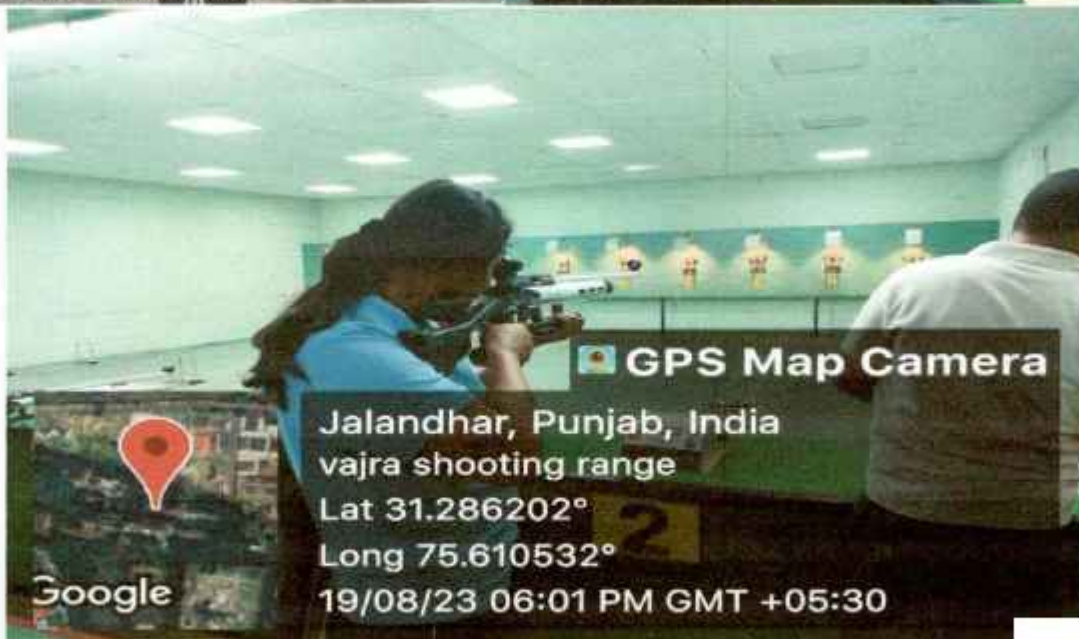 GPS Map Camera
Jalandhar, Punjab, India
vajra shooting range
Lat 31.286202°
Long 75.610532°
19/08/23 06:01 PM GMT +05:30
Google
2